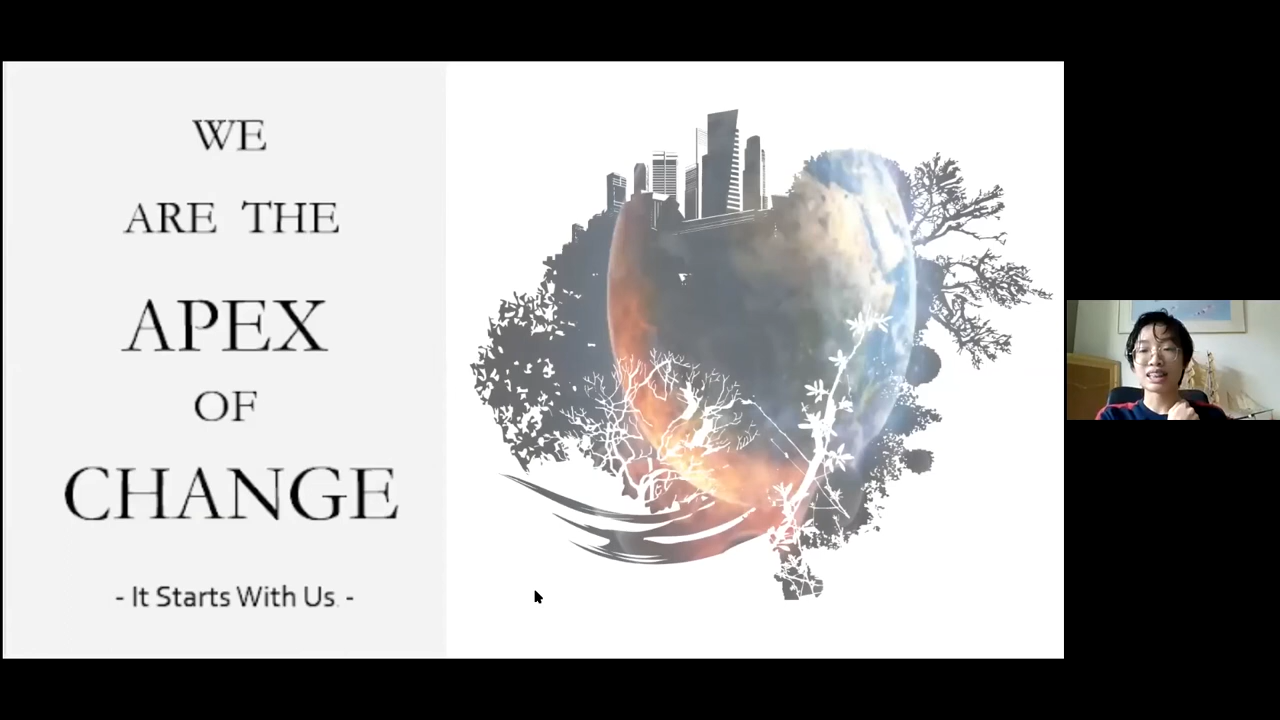 WE
ARE THE
APEX
OF
CHANGE
- It Starts With Us. -